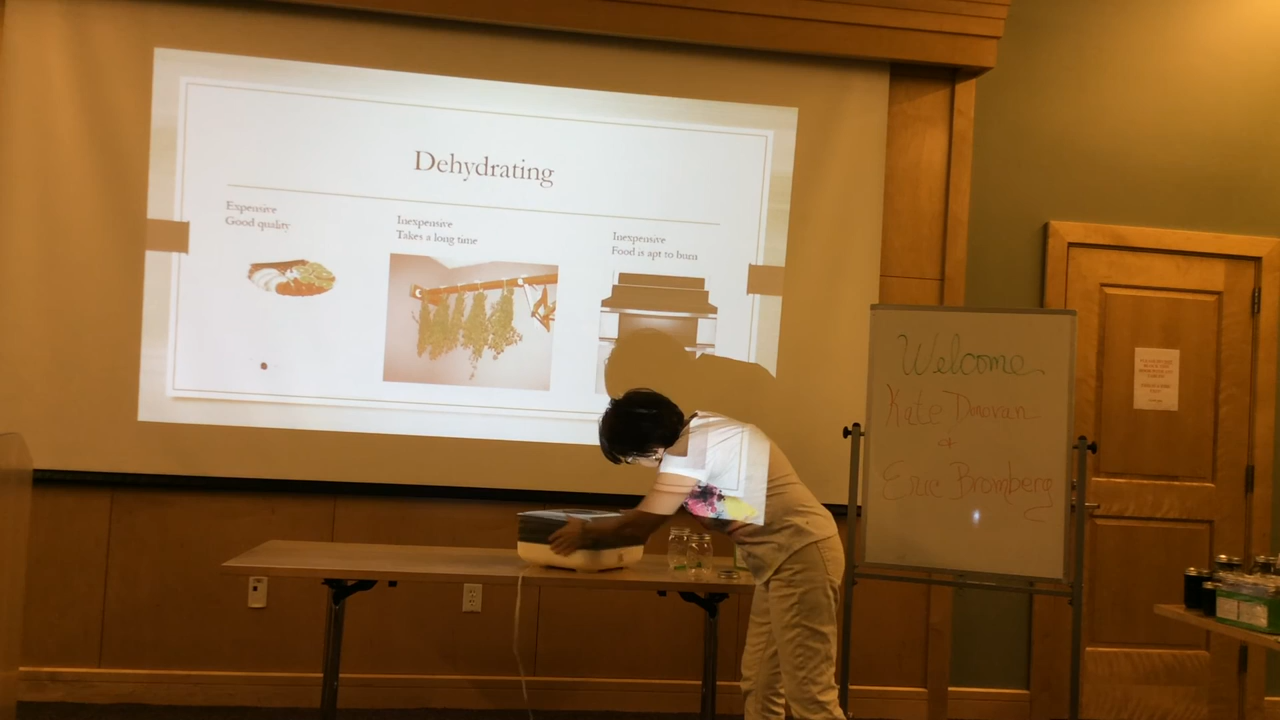 Dehydrating
Expensive
Good quality
Inexpensive
Takes a long time
Inexpensive
Food is apt to burn
Welcome
Kate Donovan
&
Eric Bromberg